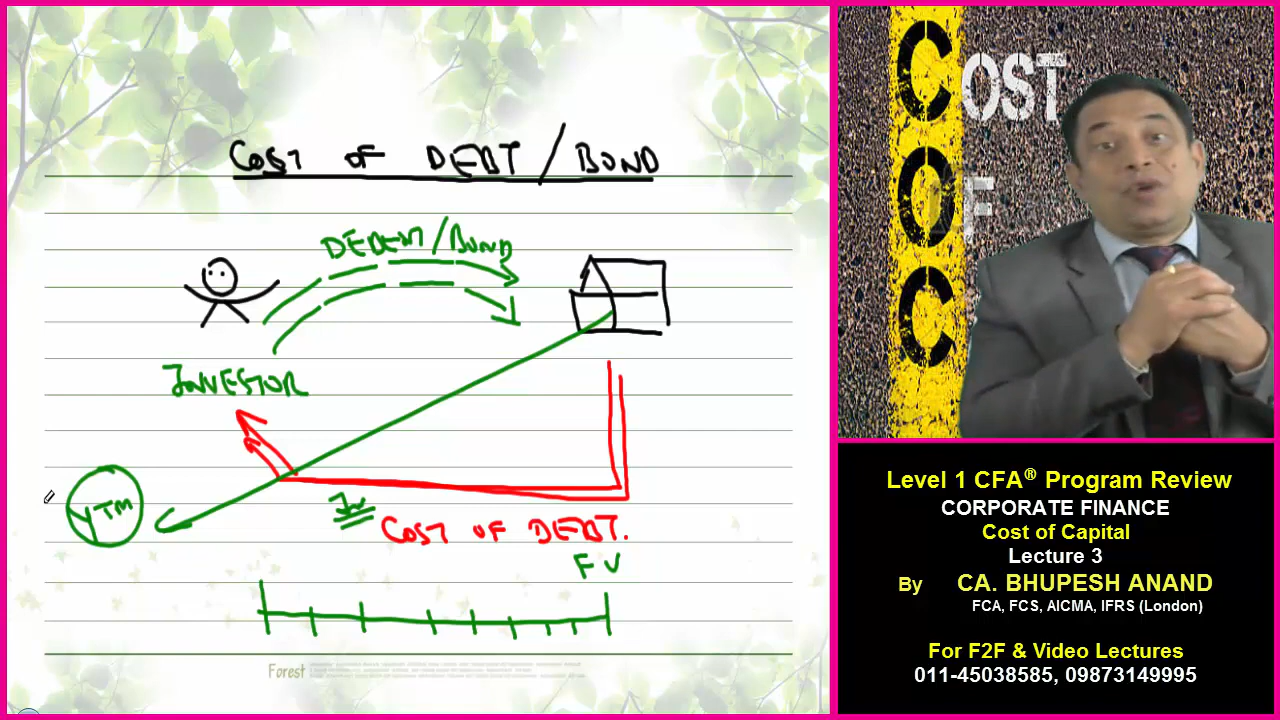 COST OF DEBT / BOND
DEBENT/BOND
INVESTOR
YTM
COST OF DEBT.
FV
Forest
COST
OF
C
Level 1 CFA® Program Review
CORPORATE FINANCE
Cost of Capital
Lecture 3
By CA. BHUPESH ANAND
FCA, FCS, AICMA, IFRS (London)
For F2F & Video Lectures
011-45038585, 09873149995